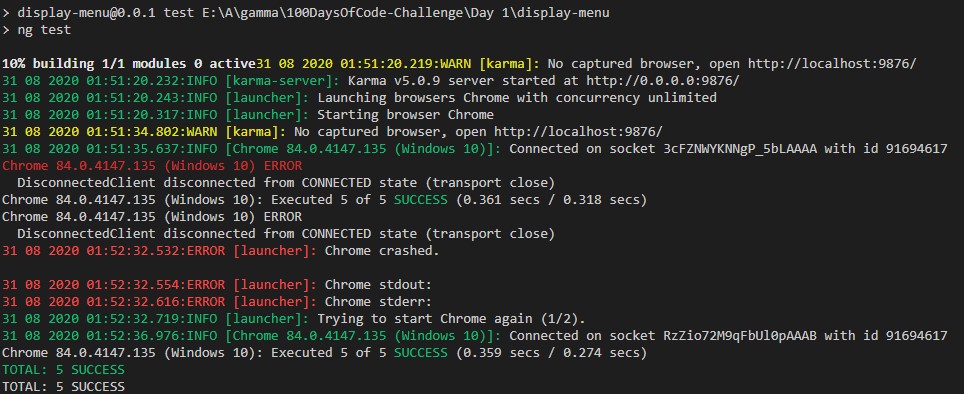 > display-menu@0.0.1 test E:\A\gamma\100DaysOfCode-Challenge\Day 1\display-menu
> ng test
10% building 1/1 modules 0 active31 08 2020 01:51:20.219:WARN [karma]: No captured browser, open http://localhost:9876/
31 08 2020 01:51:20.232:INFO [karma-server]: Karma v5.0.9 server started at http://0.0.0.0:9876/
31 08 2020 01:51:20.243:INFO [launcher]: Launching browsers Chrome with concurrency unlimited
31 08 2020 01:51:20.317:INFO [launcher]: Starting browser Chrome
31 08 2020 01:51:34.802:WARN [karma]: No captured browser, open http://localhost:9876/
31 08 2020 01:51:35.637:INFO [Chrome 84.0.4147.135 (Windows 10)]: Connected on socket 3cFZNWYKNNgP_5bLAAAA with id 91694617
Chrome 84.0.4147.135 (Windows 10) ERROR
  DisconnectedClient disconnected from CONNECTED state (transport close)
Chrome 84.0.4147.135 (Windows 10): Executed 5 of 5 SUCCESS (0.361 secs / 0.318 secs)
Chrome 84.0.4147.135 (Windows 10) ERROR
  DisconnectedClient disconnected from CONNECTED state (transport close)
31 08 2020 01:52:32.532:ERROR [launcher]: Chrome crashed.
31 08 2020 01:52:32.554:ERROR [launcher]: Chrome stdout:
31 08 2020 01:52:32.616:ERROR [launcher]: Chrome stderr:
31 08 2020 01:52:32.719:INFO [launcher]: Trying to start Chrome again (1/2).
31 08 2020 01:52:36.976:INFO [Chrome 84.0.4147.135 (Windows 10)]: Connected on socket RzZio72M9qFbUl0pAAAB with id 91694617
Chrome 84.0.4147.135 (Windows 10): Executed 5 of 5 SUCCESS (0.359 secs / 0.274 secs)
TOTAL: 5 SUCCESS
TOTAL: 5 SUCCESS